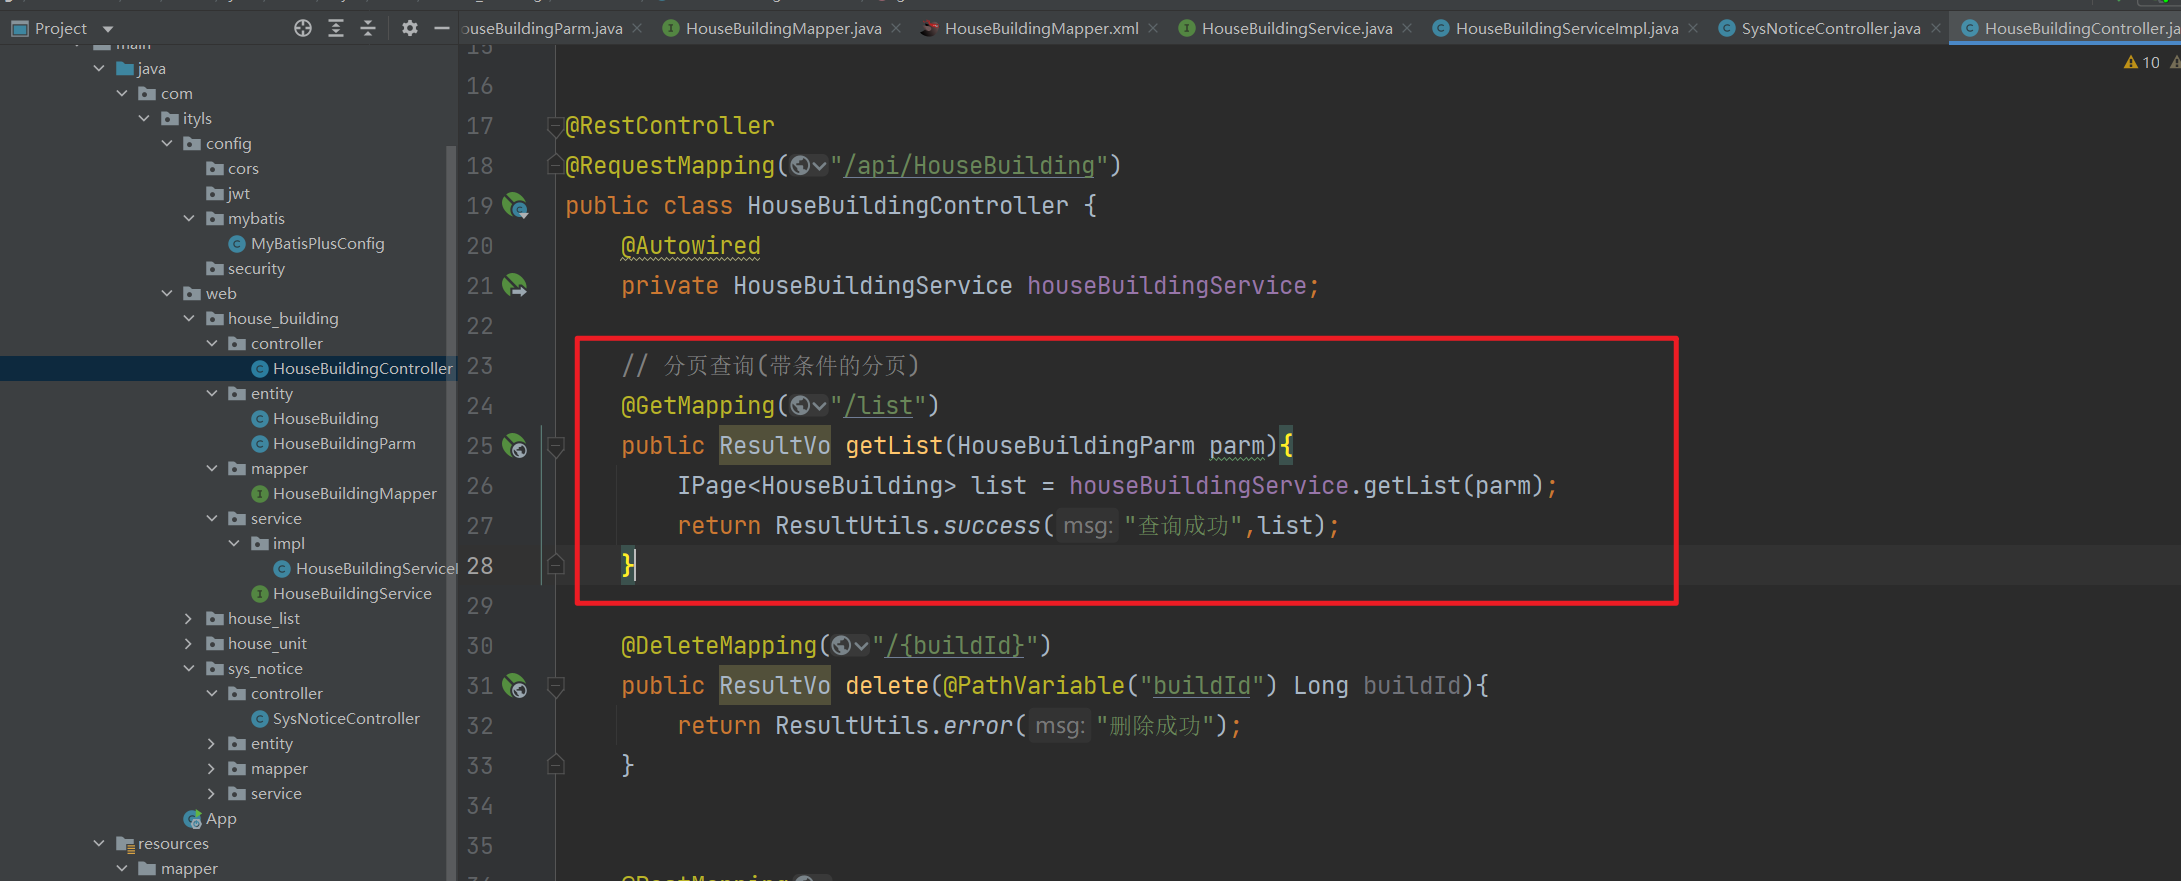 Project
ouseBuildingParm.java
HouseBuildingMapper.java
HouseBuildingMapper.xml
HouseBuildingService.java
HouseBuildingServiceImpl.java
SysNoticeController.java
HouseBuildingController.ja
main
java
com
ityls
config
cors
jwt
mybatis
MyBatisPlusConfig
security
web
house_building
controller
HouseBuildingController
entity
HouseBuilding
HouseBuildingParm
mapper
HouseBuildingMapper
service
impl
HouseBuildingService
HouseBuildingService
house_list
house_unit
sys_notice
controller
SysNoticeController
entity
mapper
service
App
resources
mapper
10
15
16
17 @RestController
18 @RequestMapping("/api/HouseBuilding")
19 public class HouseBuildingController {
20 @Autowired
21 private HouseBuildingService houseBuildingService;
22
23 // 分页查询(带条件的分页)
24 @GetMapping("/list")
25 public ResultVo getList(HouseBuildingParm parm){
26 IPage<HouseBuilding> list = houseBuildingService.getList(parm);
27 return ResultUtils.success( msg: "查询成功",list);
28 }
29
30 @DeleteMapping("/{buildId}")
31 public ResultVo delete(@PathVariable("buildId") Long buildId){
32 return ResultUtils.error( msg: "删除成功");
33 }
34
35